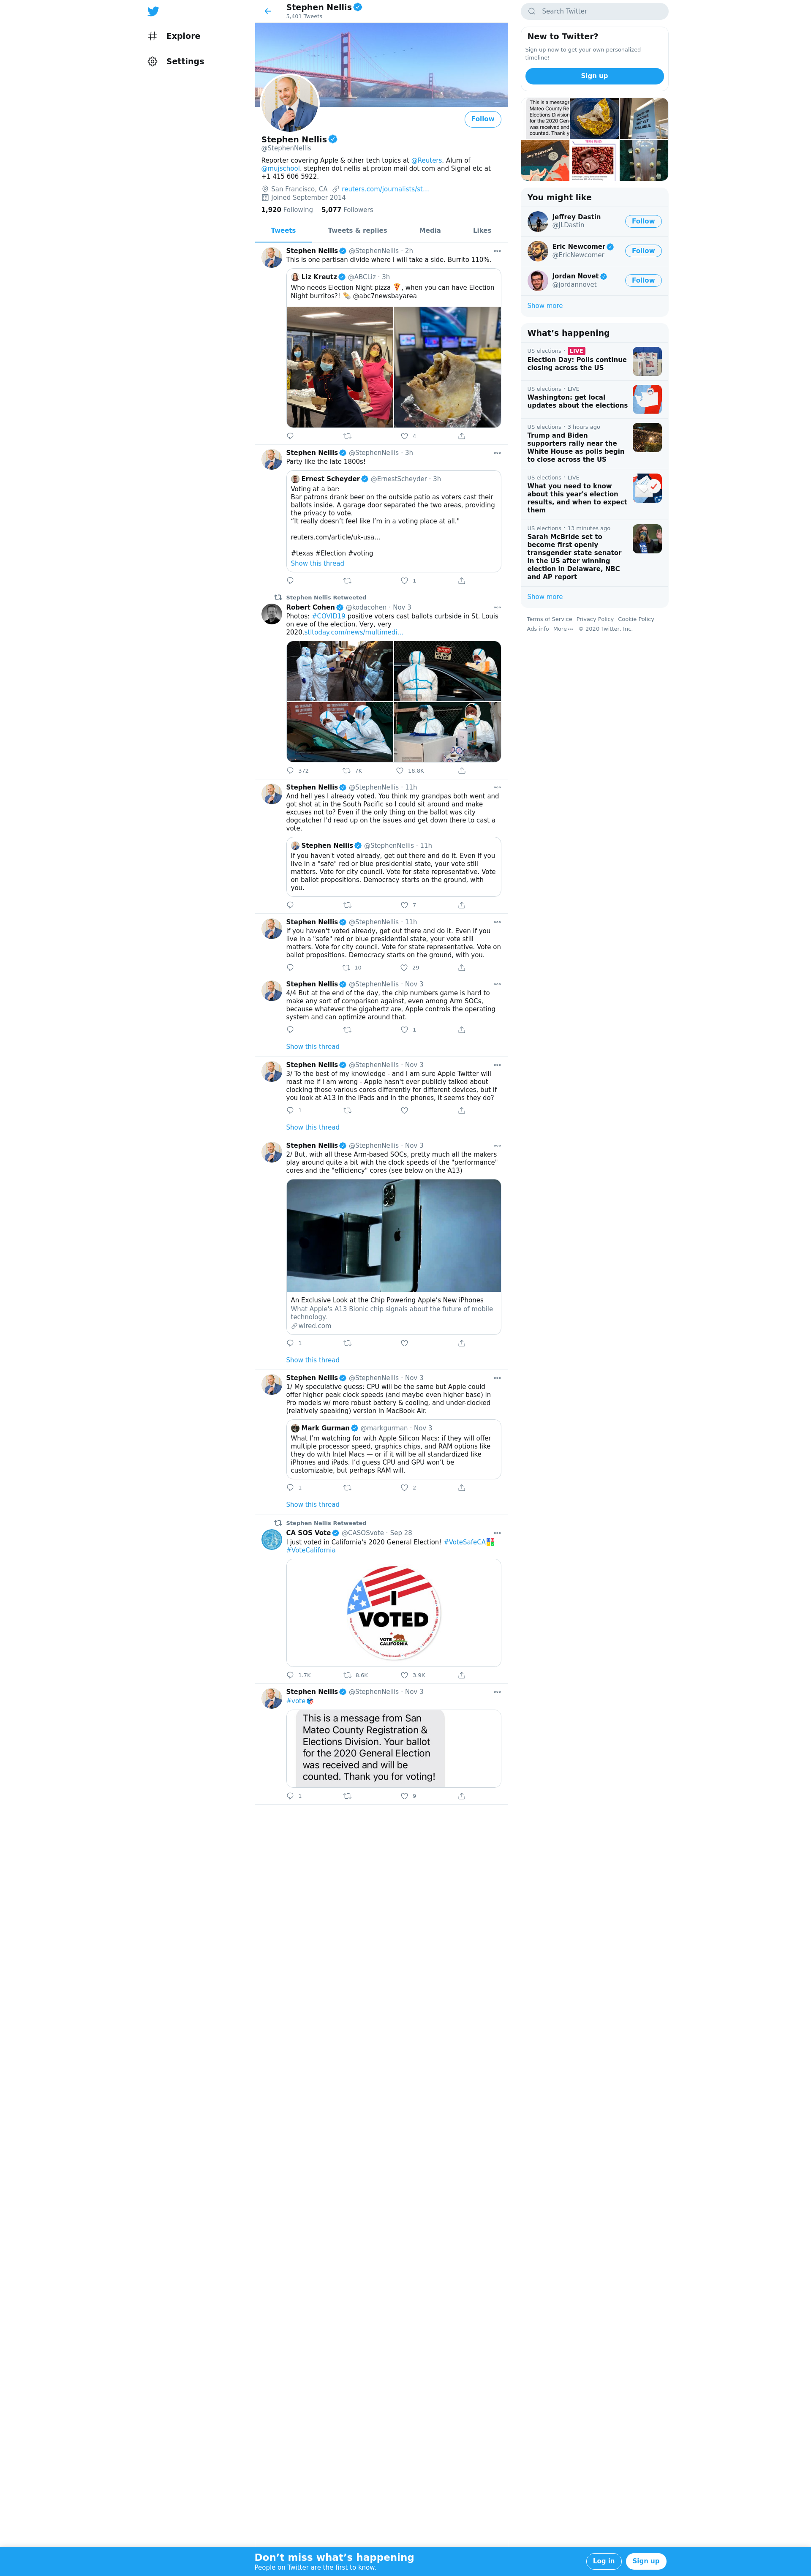 Explore
Settings
Stephen Nellis
5,401 Tweets
Follow
Stephen Nellis
@StephenNellis
Reporter covering Apple & other tech topics at @Reuters. Alum of
@mujschool. stephen dot nellis at proton mail dot com and Signal etc at
+1 415 606 5922.
San Francisco, CA reuters.com/journalists/st...
Joined September 2014
1,920 Following 5,077 Followers
Tweets Tweets & replies Media Likes
Stephen Nellis @StephenNellis · 2h
This is one partisan divide where I will take a side. Burrito 110%.
Liz Kreutz @ABCLiz · 3h
Who needs Election Night pizza 🍕, when you can have Election
Night burritos?! 🌯 @abc7newsbayarea
4
Stephen Nellis @StephenNellis · 3h
Party like the late 1800s!
Ernest Scheyder @ErnestScheyder · 3h
Voting at a bar:
Bar patrons drank beer on the outside patio as voters cast their
ballots inside. A garage door separated the two areas, providing
the privacy to vote.
"It really doesn't feel like I'm in a voting place at all."
reuters.com/article/uk-usa...
#texas #Election #voting
Show this thread
1
Stephen Nellis Retweeted
Robert Cohen @kodacohen · Nov 3
Photos: #COVID19 positive voters cast ballots curbside in St. Louis
on eve of the election. Very, very
2020.stltoday.com/news/multimedi...
372 7K 18.8K
Stephen Nellis @StephenNellis · 11h
And hell yes I already voted. You think my grandpas both went and
got shot at in the South Pacific so I could sit around and make
excuses not to? Even if the only thing on the ballot was city
dogcatcher I'd read up on the issues and get down there to cast a
vote.
Stephen Nellis @StephenNellis · 11h
If you haven't voted already, get out there and do it. Even if you
live in a "safe" red or blue presidential state, your vote still
matters. Vote for city council. Vote for state representative. Vote
on ballot propositions. Democracy starts on the ground, with
you.
7
Stephen Nellis @StephenNellis · 11h
If you haven't voted already, get out there and do it. Even if you
live in a "safe" red or blue presidential state, your vote still
matters. Vote for city council. Vote for state representative. Vote on
ballot propositions. Democracy starts on the ground, with you.
10 29
Stephen Nellis @StephenNellis · Nov 3
4/4 But at the end of the day, the chip numbers game is hard to
make any sort of comparison against, even among Arm SOCs,
because whatever the gigahertz are, Apple controls the operating
system and can optimize around that.
1
Show this thread
Stephen Nellis @StephenNellis · Nov 3
3/ To the best of my knowledge - and I am sure Apple Twitter will
roast me if I am wrong - Apple hasn't ever publicly talked about
clocking those various cores differently for different devices, but if
you look at A13 in the iPads and in the phones, it seems they do?
1
Show this thread
Stephen Nellis @StephenNellis · Nov 3
2/ But, with all these Arm-based SOCs, pretty much all the makers
play around quite a bit with the clock speeds of the "performance"
cores and the "efficiency" cores (see below on the A13)
An Exclusive Look at the Chip Powering Apple's New iPhones
What Apple's A13 Bionic chip signals about the future of mobile
technology.
wired.com
1
Show this thread
Stephen Nellis @StephenNellis · Nov 3
1/ My speculative guess: CPU will be the same but Apple could
offer higher peak clock speeds (and maybe even higher base) in
Pro models w/ more robust battery & cooling, and under-clocked
(relatively speaking) version in MacBook Air.
Mark Gurman @markgurman · Nov 3
What I'm watching for with Apple Silicon Macs: if they will offer
multiple processor speed, graphics chips, and RAM options like
they do with Intel Macs — or if it will be all standardized like
iPhones and iPads. I'd guess CPU and GPU won't be
customizable, but perhaps RAM will.
1 2
Show this thread
Stephen Nellis Retweeted
CA SOS Vote @CASOSvote · Sep 28
I just voted in California's 2020 General Election! #VoteSafeCA
#VoteCalifornia
I
VOTED
VOTE
CALIFORNIA
1.7K 8.6K 3.9K
Stephen Nellis @StephenNellis · Nov 3
#vote
This is a message from San
Mateo County Registration &
Elections Division. Your ballot
for the 2020 General Election
was received and will be
counted. Thank you for voting!
1 9
Search Twitter
New to Twitter?
Sign up now to get your own personalized
timeline!
Sign up
This is a message
Mateo County Re
Elections Division
for the 2020 Gen
was received and
counted. Thank y
You might like
Jeffrey Dastin
@JLDastin
Follow
Eric Newcomer
@EricNewcomer
Follow
Jordan Novet
@jordannovet
Follow
Show more
What's happening
US elections · LIVE
Election Day: Polls continue
closing across the US
US elections · LIVE
Washington: get local
updates about the elections
US elections · 3 hours ago
Trump and Biden
supporters rally near the
White House as polls begin
to close across the US
US elections · LIVE
What you need to know
about this year's election
results, and when to expect
them
US elections · 13 minutes ago
Sarah McBride set to
become first openly
transgender state senator
in the US after winning
election in Delaware, NBC
and AP report
Show more
Terms of Service Privacy Policy Cookie Policy
Ads info More © 2020 Twitter, Inc.
Don't miss what's happening
People on Twitter are the first to know.
Log in Sign up